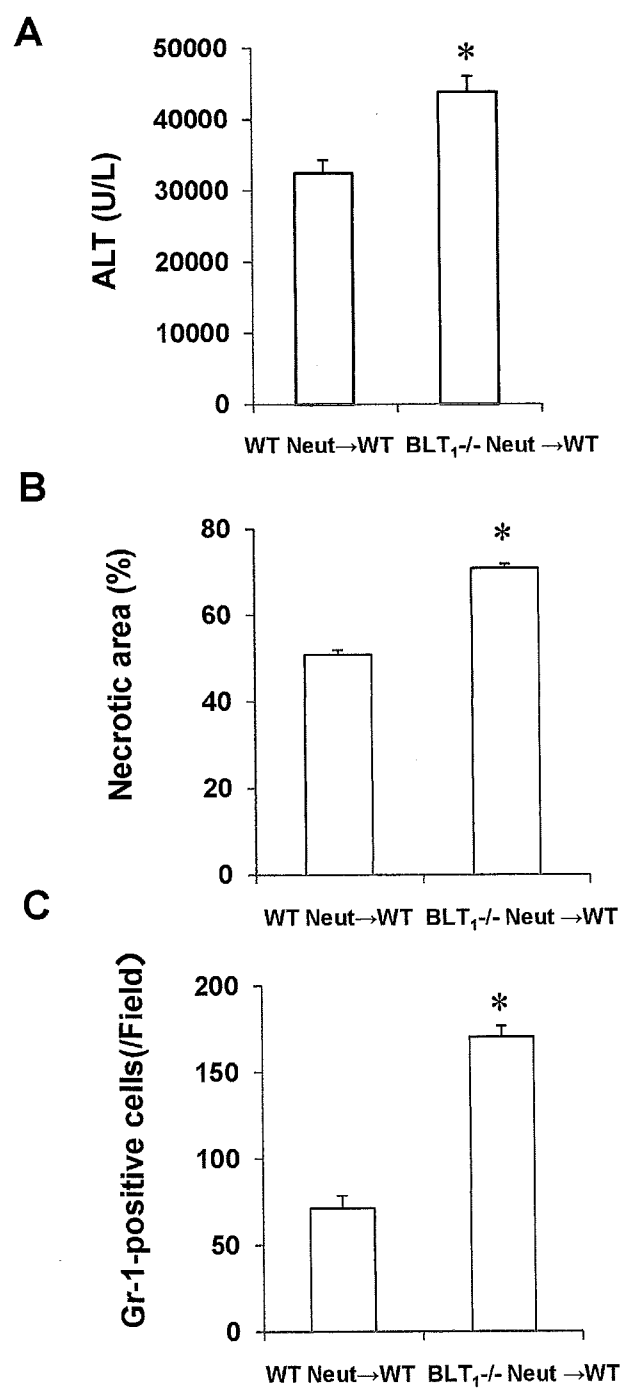 A
ALT (U/L)
50000
*
40000
30000
20000
10000
0
WT Neut→WT BLT₁-/- Neut →WT
B
Necrotic area (%)
80
*
60
40
20
0
WT Neut→WT BLT₁-/- Neut →WT
C
Gr-1-positive cells(/Field)
200
*
150
100
50
0
WT Neut→WT BLT₁-/- Neut →WT